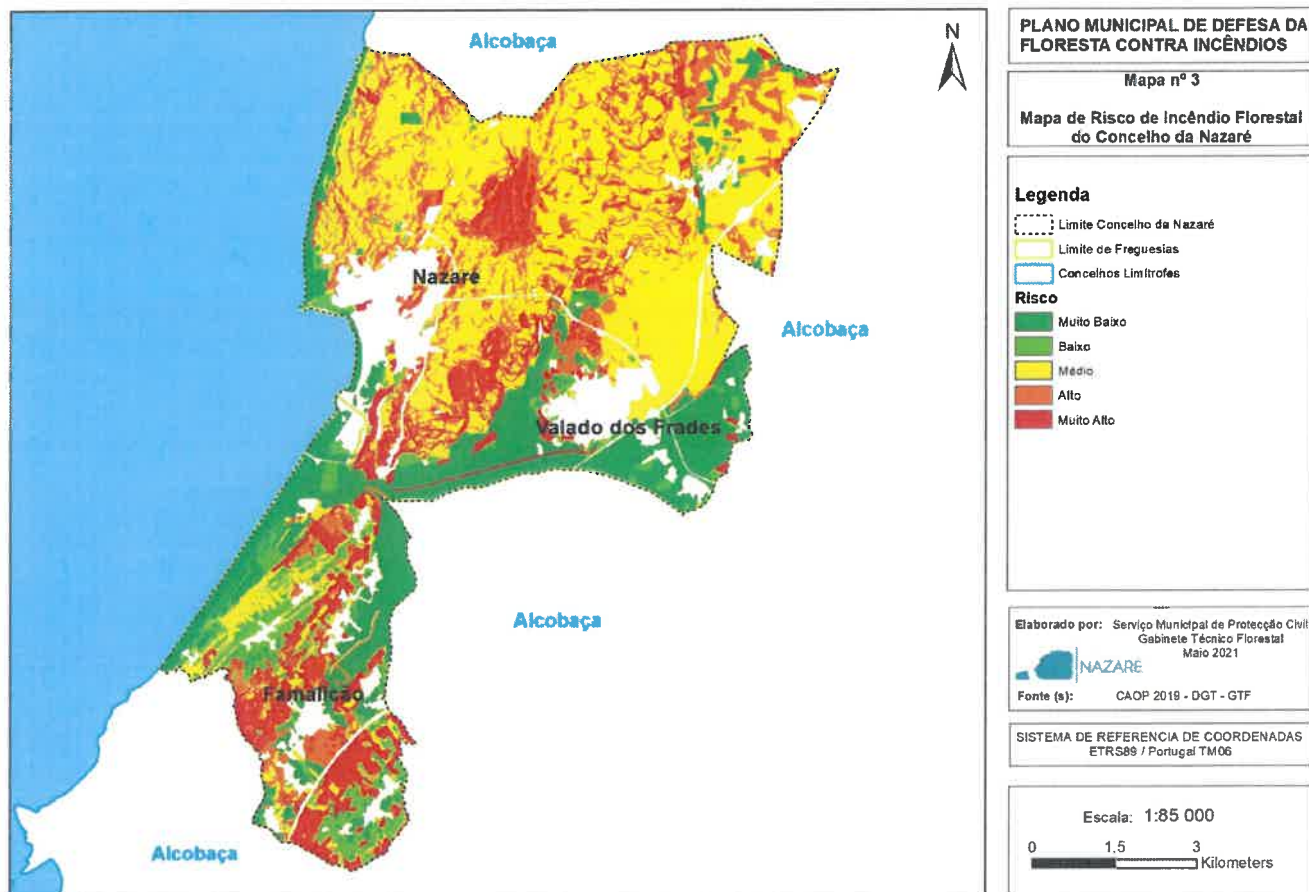 Alcobaça
N
Nazaré
Alcobaça
Valado dos Frades
Alcobaça
Famalicão
Alcobaça
PLANO MUNICIPAL DE DEFESA DA
FLORESTA CONTRA INCÊNDIOS
Mapa nº 3
Mapa de Risco de Incêndio Florestal
do Concelho da Nazaré
Legenda
Limite Concelho da Nazaré
Limite de Freguesias
Concelhos Limítrofes
Risco
Muito Baixo
Baixo
Médio
Alto
Muito Alto
Elaborado por: Serviço Municipal de Protecção Civil
Gabinete Técnico Florestal
Maio 2021
NAZARÉ
Fonte (s): CAOP 2019 - DGT - GTF
SISTEMA DE REFERENCIA DE COORDENADAS
ETRS89 / Portugal TM06
Escala: 1:85 000
0 1.5 3
Kilometers